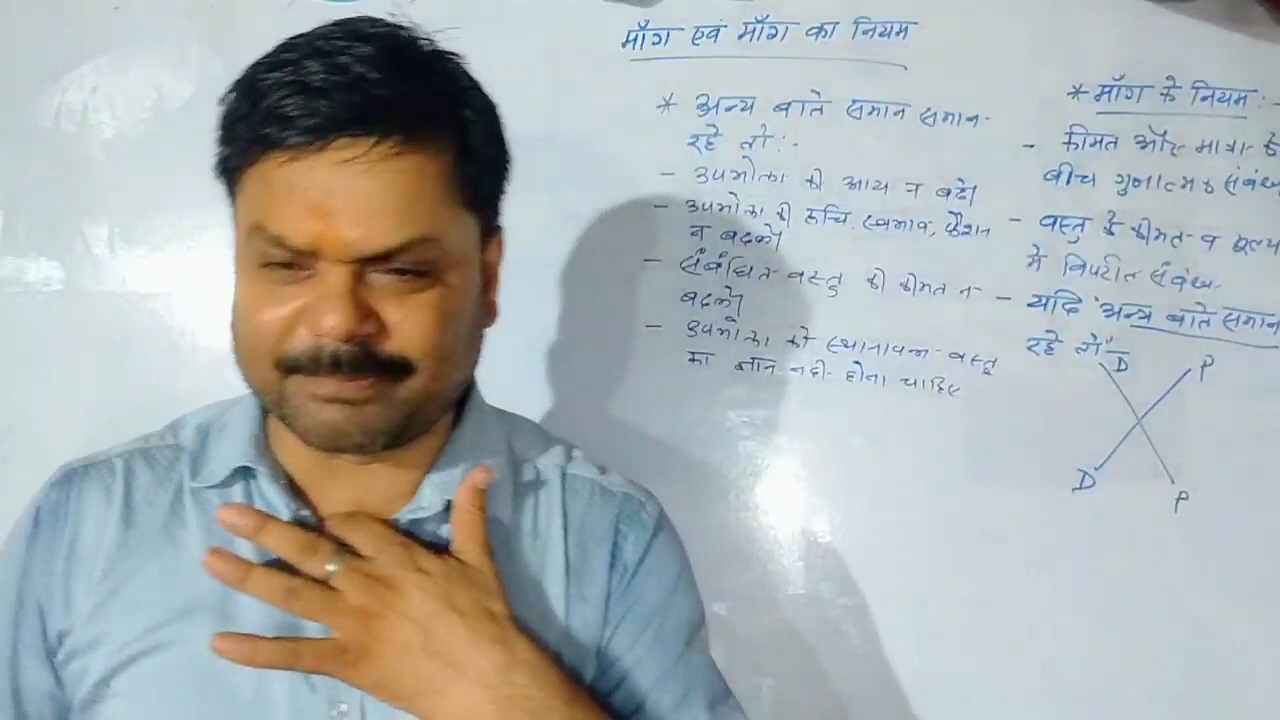 माँग एवं माँग का नियम
* अन्य बाते समान समान
रहे तो :-
- उपभोक्ता की आय न बढे।
- उपभोक्ता की रूचि, स्वभाव, फैशन
न बदले।
- संबंधित वस्तु की कीमत न
बदले।
- उपभोक्ता को स्थानापन्न वस्तु
का ज्ञान नही होना चाहिए
* माँग के नियम :-
- कीमत और मात्रा के
बीच गुणात्मक संबंध
- वस्तु के कीमत व मूल्य
मे विपरीत संबंध
- यदि "अन्य बाते समान
रहे तो"
D P
D P